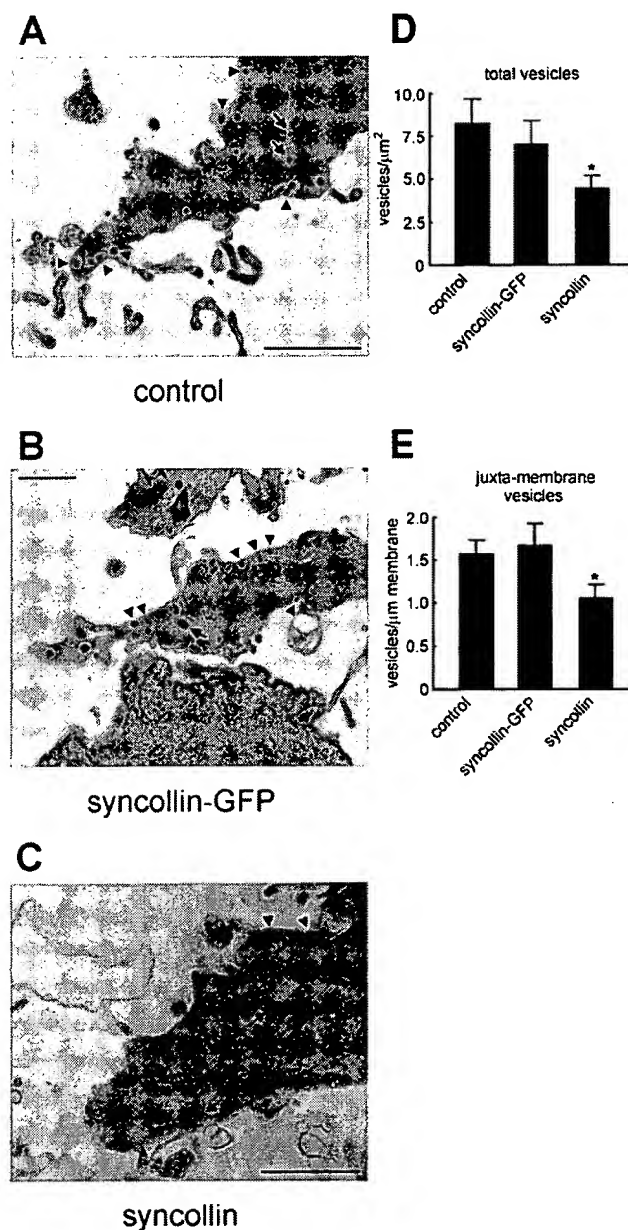 A
control
B
syncollin-GFP
C
syncollin
D
total vesicles
vesicles/μm²
10.0
7.5
5.0
2.5
0
*
control
syncollin-GFP
syncollin
E
juxta-membrane
vesicles
vesicles/μm membrane
2.0
1.5
1.0
0.5
0
*
control
syncollin-GFP
syncollin